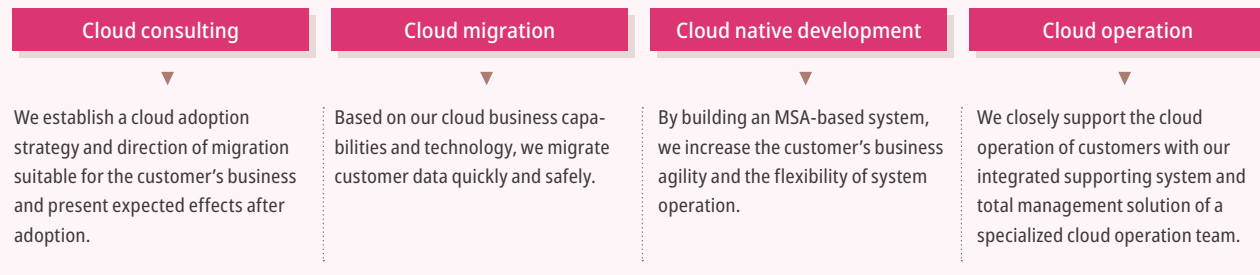 Cloud consulting
We establish a cloud adoption
strategy and direction of migration
suitable for the customer's business
and present expected effects after
adoption.
Cloud migration
Based on our cloud business capa-
bilities and technology, we migrate
customer data quickly and safely.
Cloud native development
By building an MSA-based system,
we increase the customer's business
agility and the flexibility of system
operation.
Cloud operation
We closely support the cloud
operation of customers with our
integrated supporting system and
total management solution of a
specialized cloud operation team.